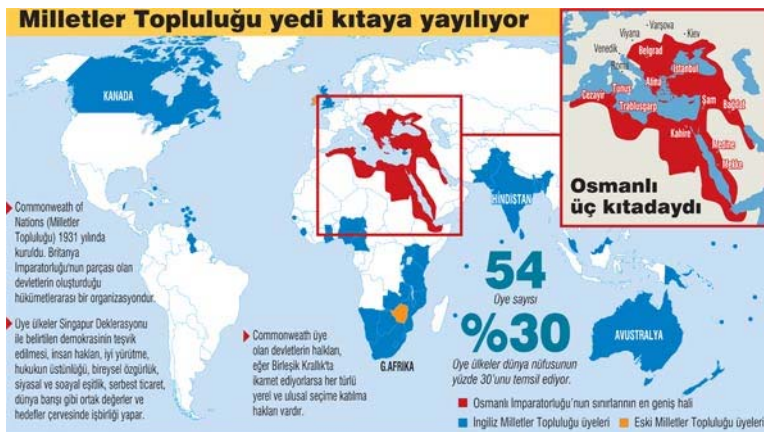 Milletler Topluluğu yedi kıtaya yayılıyor
KANADA
HİNDİSTAN
AVUSTRALYA
G.AFRIKA
Viyana
Varşova
Kiev
Venedik
Belgrad
Roma
İstanbul
Atina
Cezayir
Tunus
Trablusgarp
Şam
Bağdat
Kahire
Medine
Mekke
Osmanlı
üç kıtadaydı
Commonwealth of
Nations (Milletler
Topluluğu) 1931 yılında
kuruldu. Britanya
Imparatorluğu'nun parçası olan
devletlerin oluşturduğu
hükümetlerarası bir organizasyondur.
Üye ülkeler Singapur Deklerasyonu
ile belirtilen demokrasinin teşvik
edilmesi, insan hakları, iyi yürütme,
hukukun üstünlüğü, bireysel özgürlük,
siyasal ve soayal eşitlik, serbest ticaret,
dünya barışı gibi ortak değerler ve
hedefler çervesinde işbirliği yapar.
Commonwealth üye
olan devletlerin halkları,
eğer Birleşik Krallık'ta
ikamet ediyorlarsa her türlü
yerel ve ulusal seçime katılma
hakları vardır.
54
Üye sayısı
%30
Üye ülkeler dünya nüfusunun
yüzde 30'unu temsil ediyor.
Osmanlı İmparatorluğu'nun sınırlarının en geniş hali
İngiliz Milletler Topluluğu üyeleri
Eski Milletler Topluluğu üyeleri